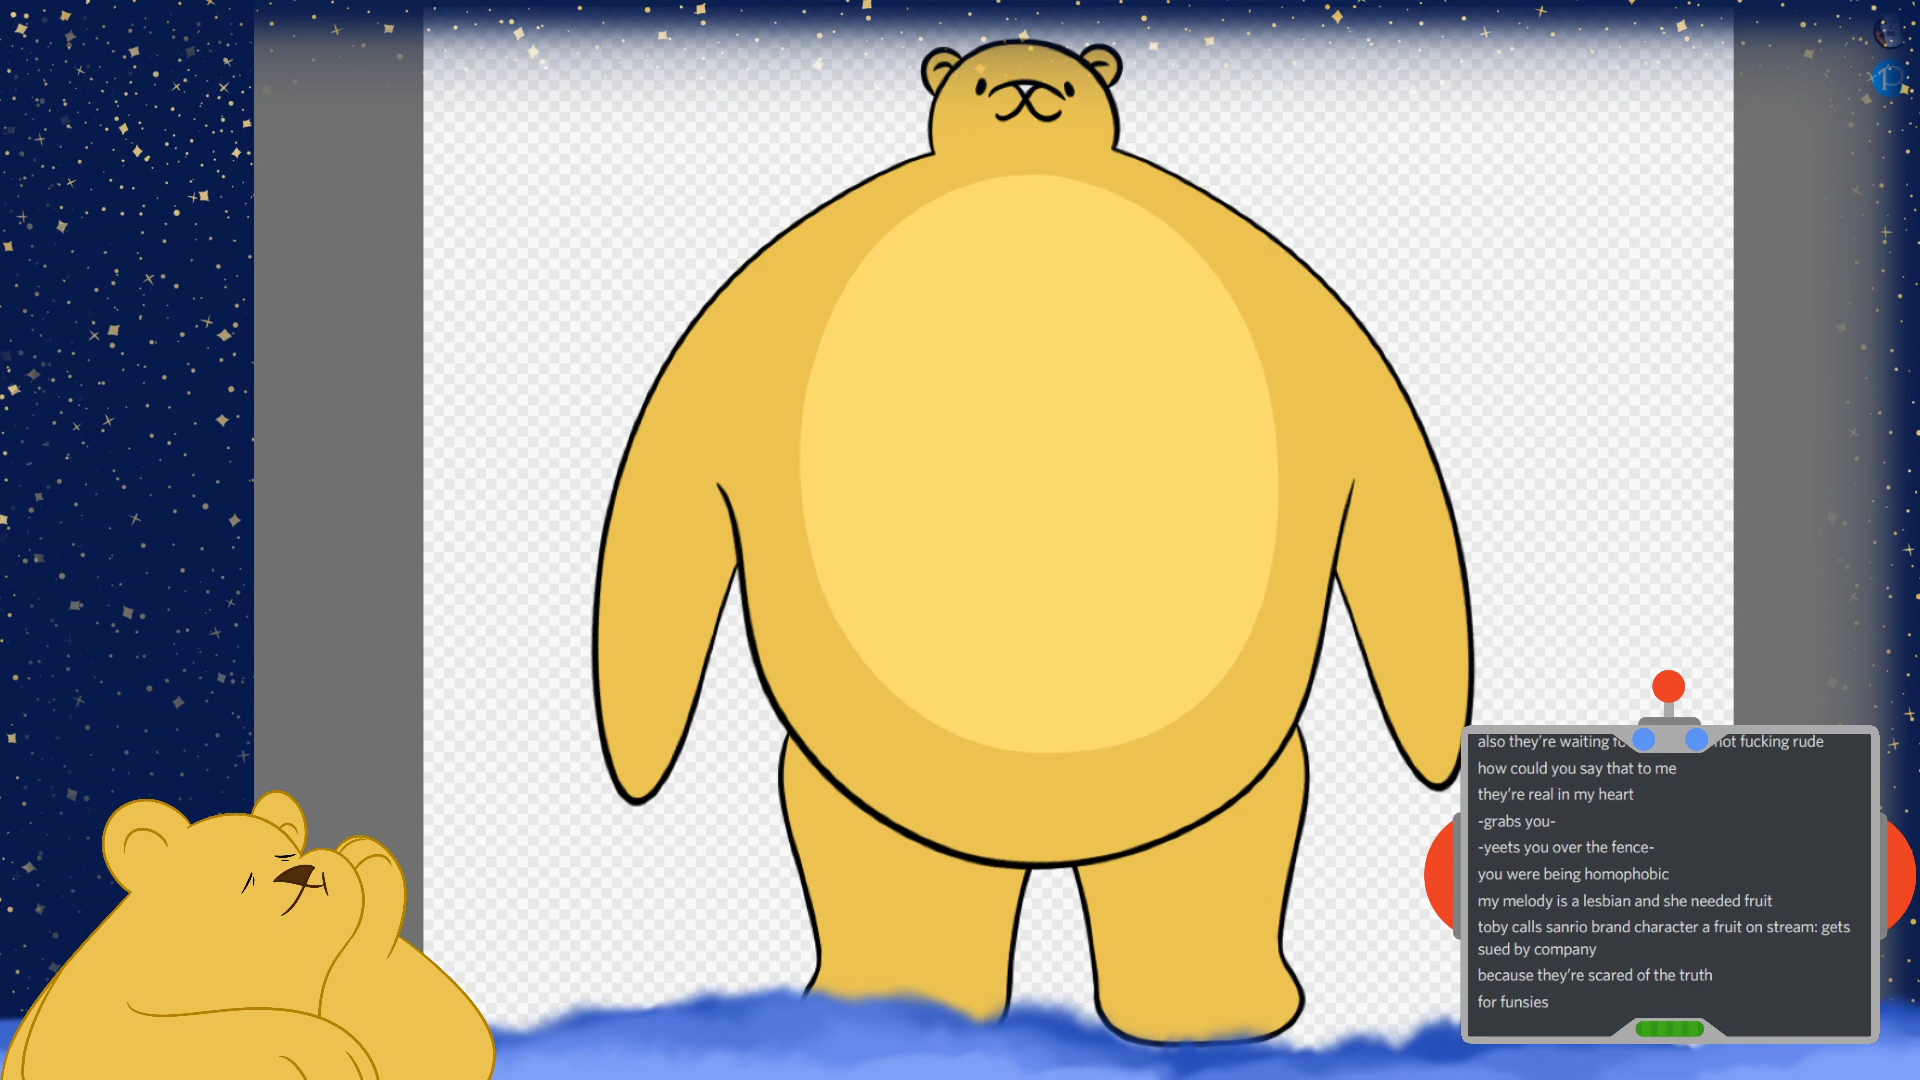 also they’re waiting not fucking rude
how could you say that to me
they’re real in my heart
-grabs you-
-yeets you over the fence-
you were being homophobic
my melody is a lesbian and she needed fruit
toby calls sanrio brand character a fruit on stream: gets
sued by company
because they’re scared of the truth
for funsies